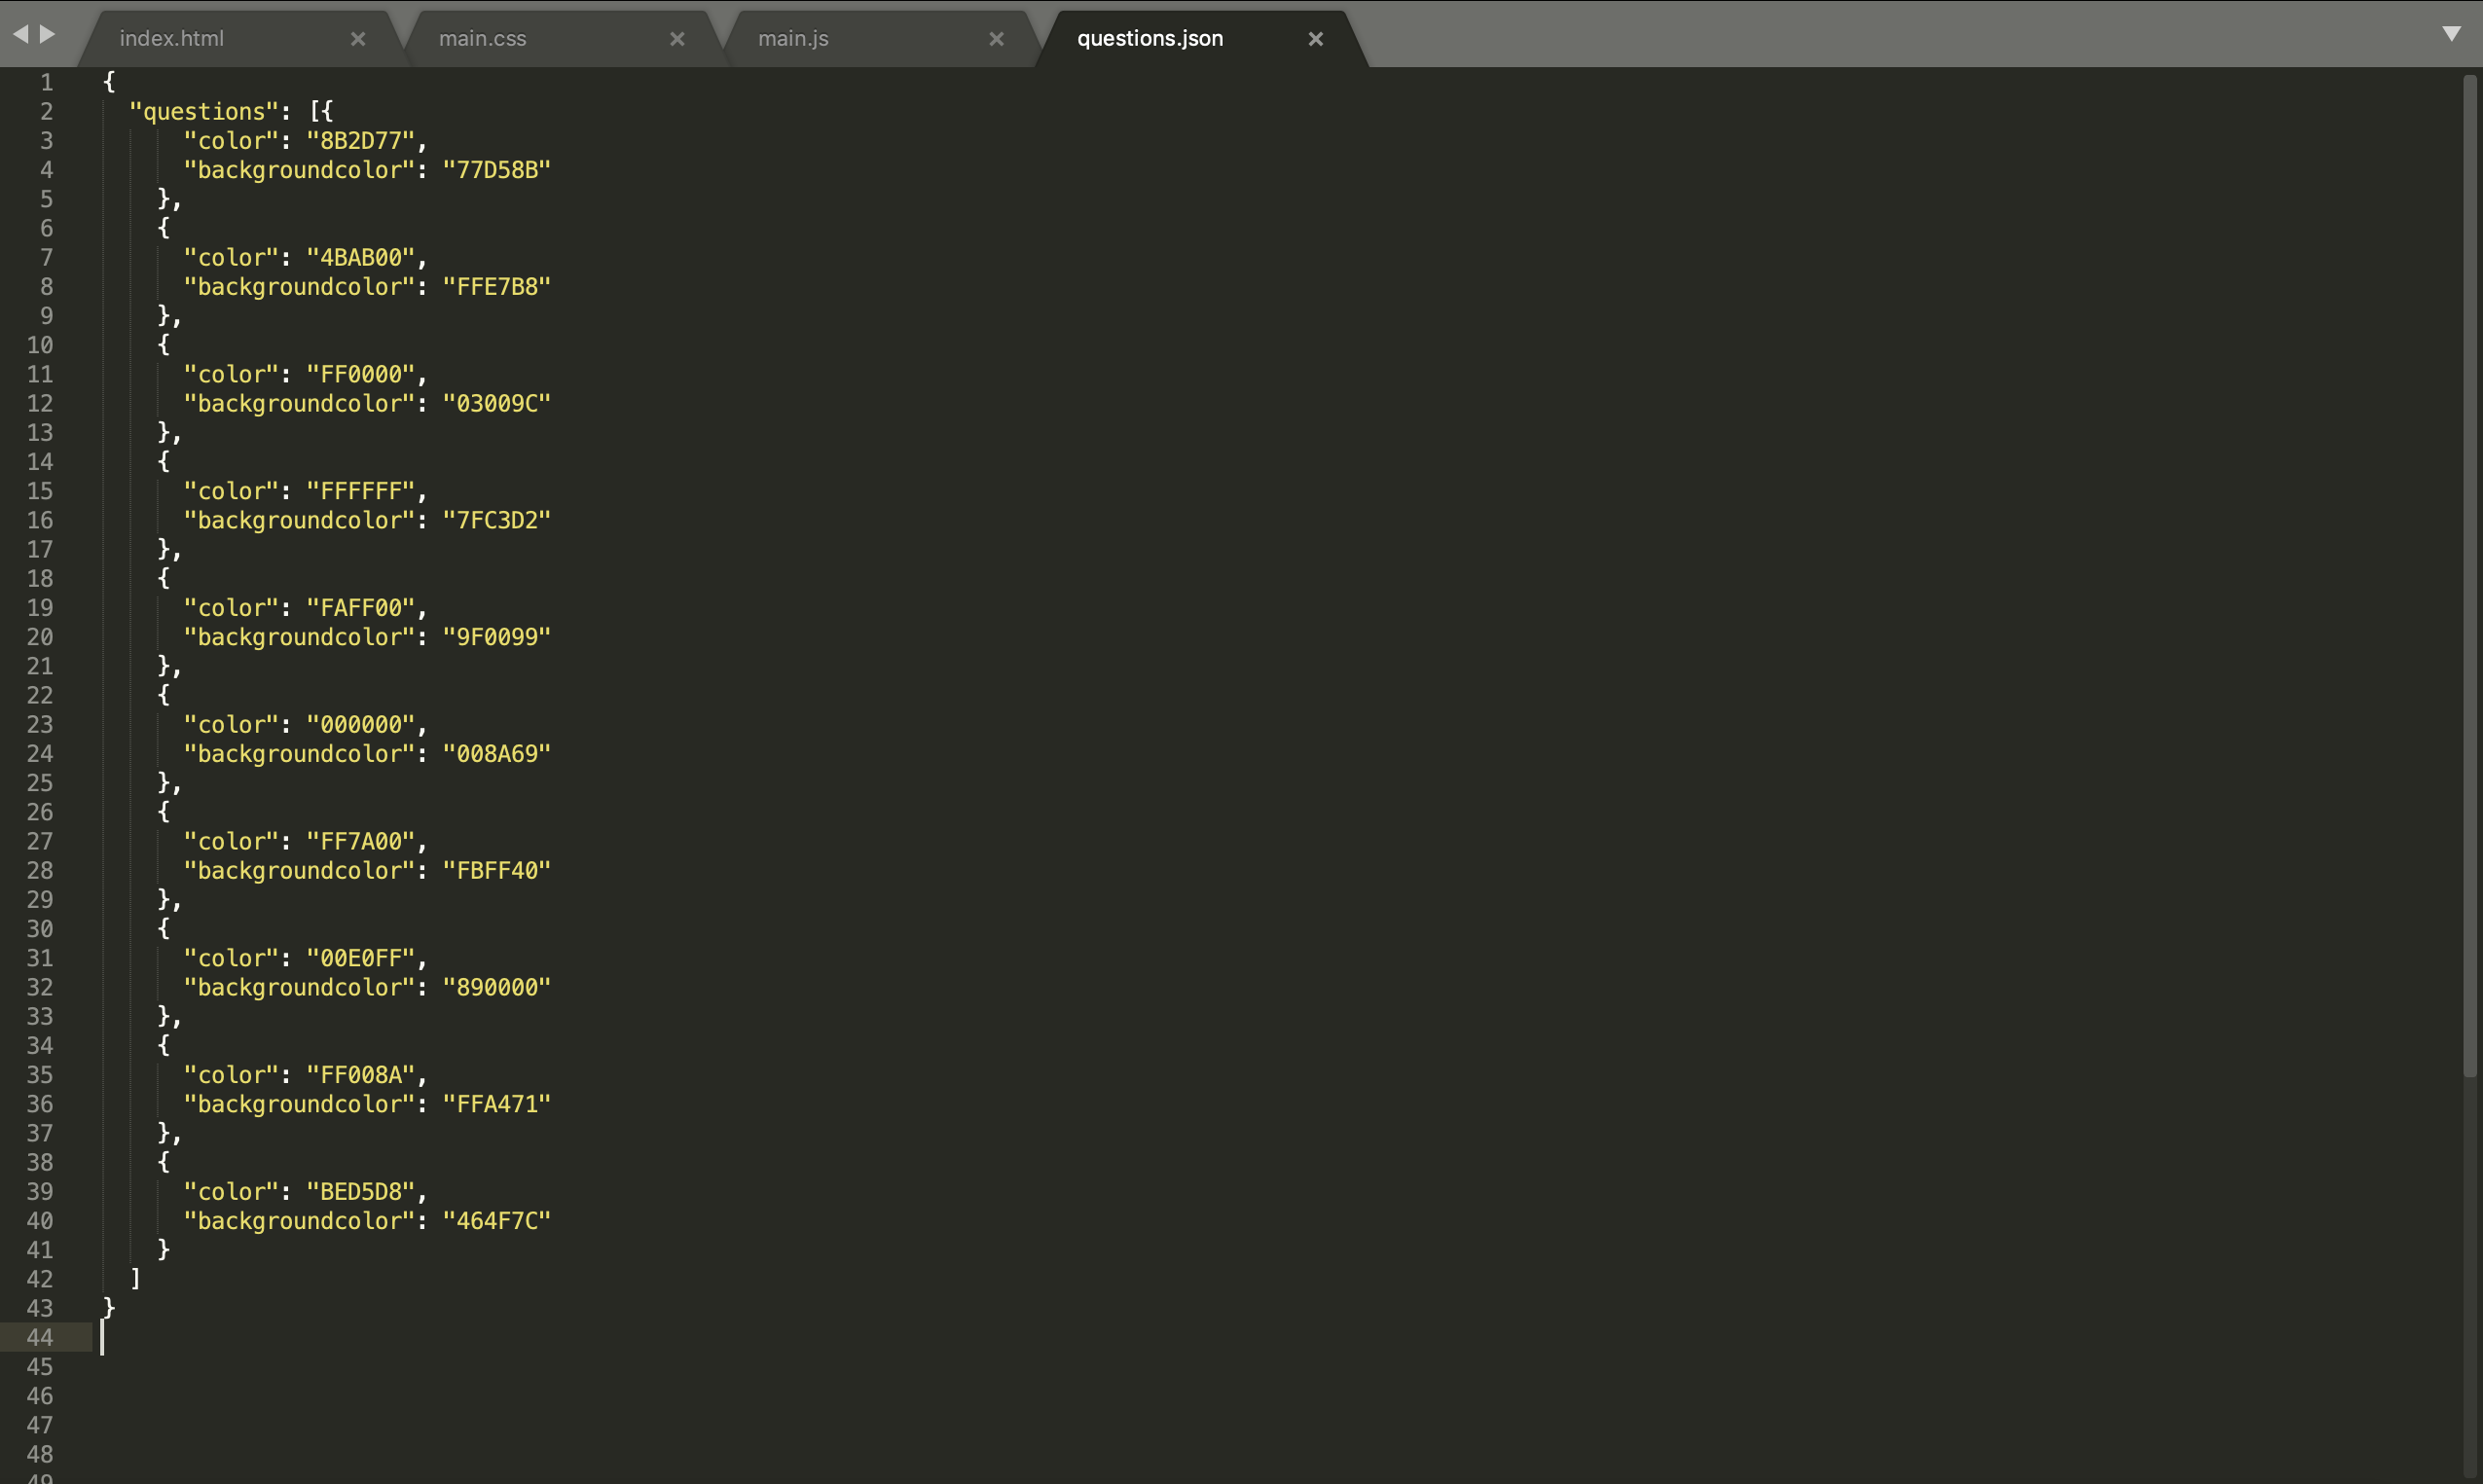 index.html × main.css × main.js × questions.json ×
1 {
2 "questions": [{
3 "color": "8B2D77",
4 "backgroundcolor": "77D58B"
5 },
6 {
7 "color": "4BAB00",
8 "backgroundcolor": "FFE7B8"
9 },
10 {
11 "color": "FF0000",
12 "backgroundcolor": "03009C"
13 },
14 {
15 "color": "FFFFFF",
16 "backgroundcolor": "7FC3D2"
17 },
18 {
19 "color": "FAFF00",
20 "backgroundcolor": "9F0099"
21 },
22 {
23 "color": "000000",
24 "backgroundcolor": "008A69"
25 },
26 {
27 "color": "FF7A00",
28 "backgroundcolor": "FBFF40"
29 },
30 {
31 "color": "00E0FF",
32 "backgroundcolor": "890000"
33 },
34 {
35 "color": "FF008A",
36 "backgroundcolor": "FFA471"
37 },
38 {
39 "color": "BED5D8",
40 "backgroundcolor": "464F7C"
41 }
42 ]
43 }
44
45
46
47
48
49